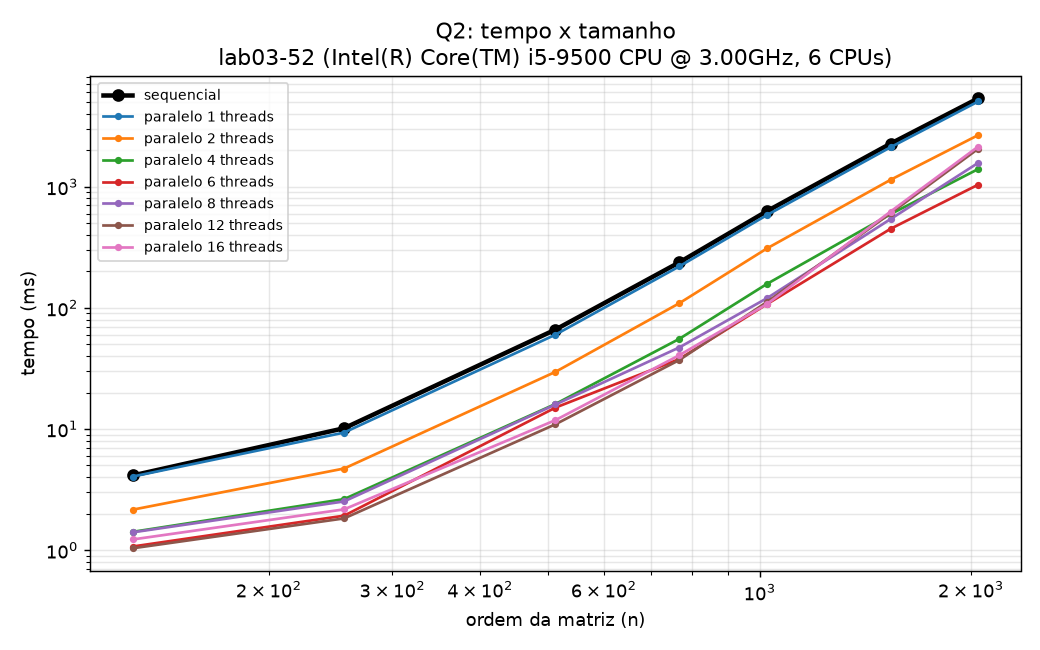 Q2: tempo x tamanho
lab03-52 (Intel(R) Core(TM) i5-9500 CPU @ 3.00GHz, 6 CPUs)
sequencial
paralelo 1 threads
paralelo 2 threads
paralelo 4 threads
paralelo 6 threads
paralelo 8 threads
paralelo 12 threads
paralelo 16 threads
tempo (ms)
10³
10²
10¹
10⁰
2 × 10² 3 × 10² 4 × 10² 6 × 10² 10³ 2 × 10³
ordem da matriz (n)